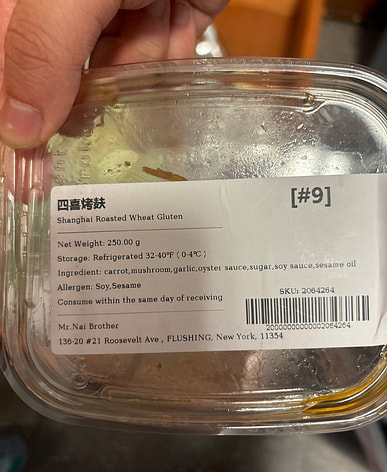 四喜烤麸
[#9]
Shanghai Roasted Wheat Gluten
Net Weight: 250.00 g
Storage: Refrigerated 32-40°F ( 0-4°C )
Ingredient: carrot,mushroom,garlic,oyster sauce,sugar,soy sauce,sesame oil
Allergen: Soy,Sesame
SKU: 2064264
Consume within the same day of receiving
Mr.Nai Brother
20000000000002064264
136-20 #21 Roosevelt Ave , FLUSHING, New York, 11354